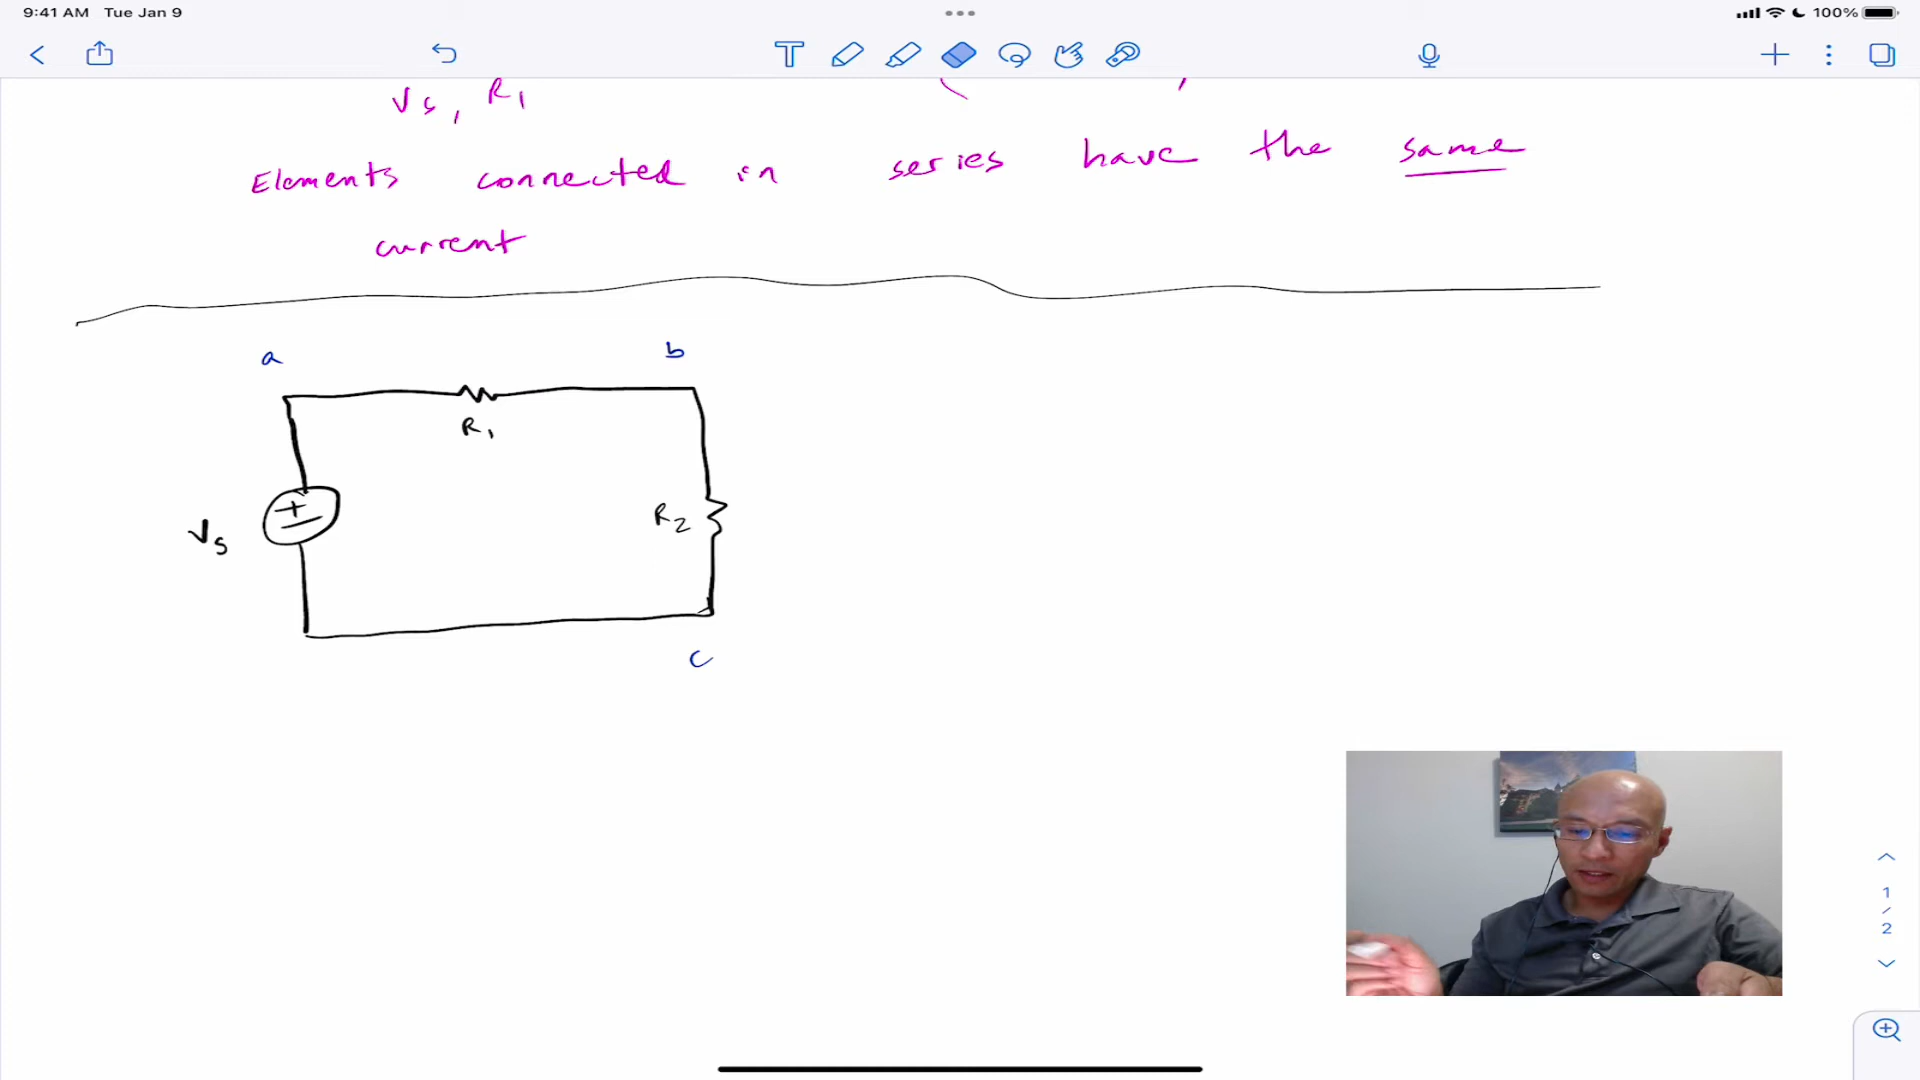 9:41 AM Tue Jan 9
100%
T
Vs, R1
Elements connected in series have the same
current
a
b
R1
Vs
R2
c
1
/
2